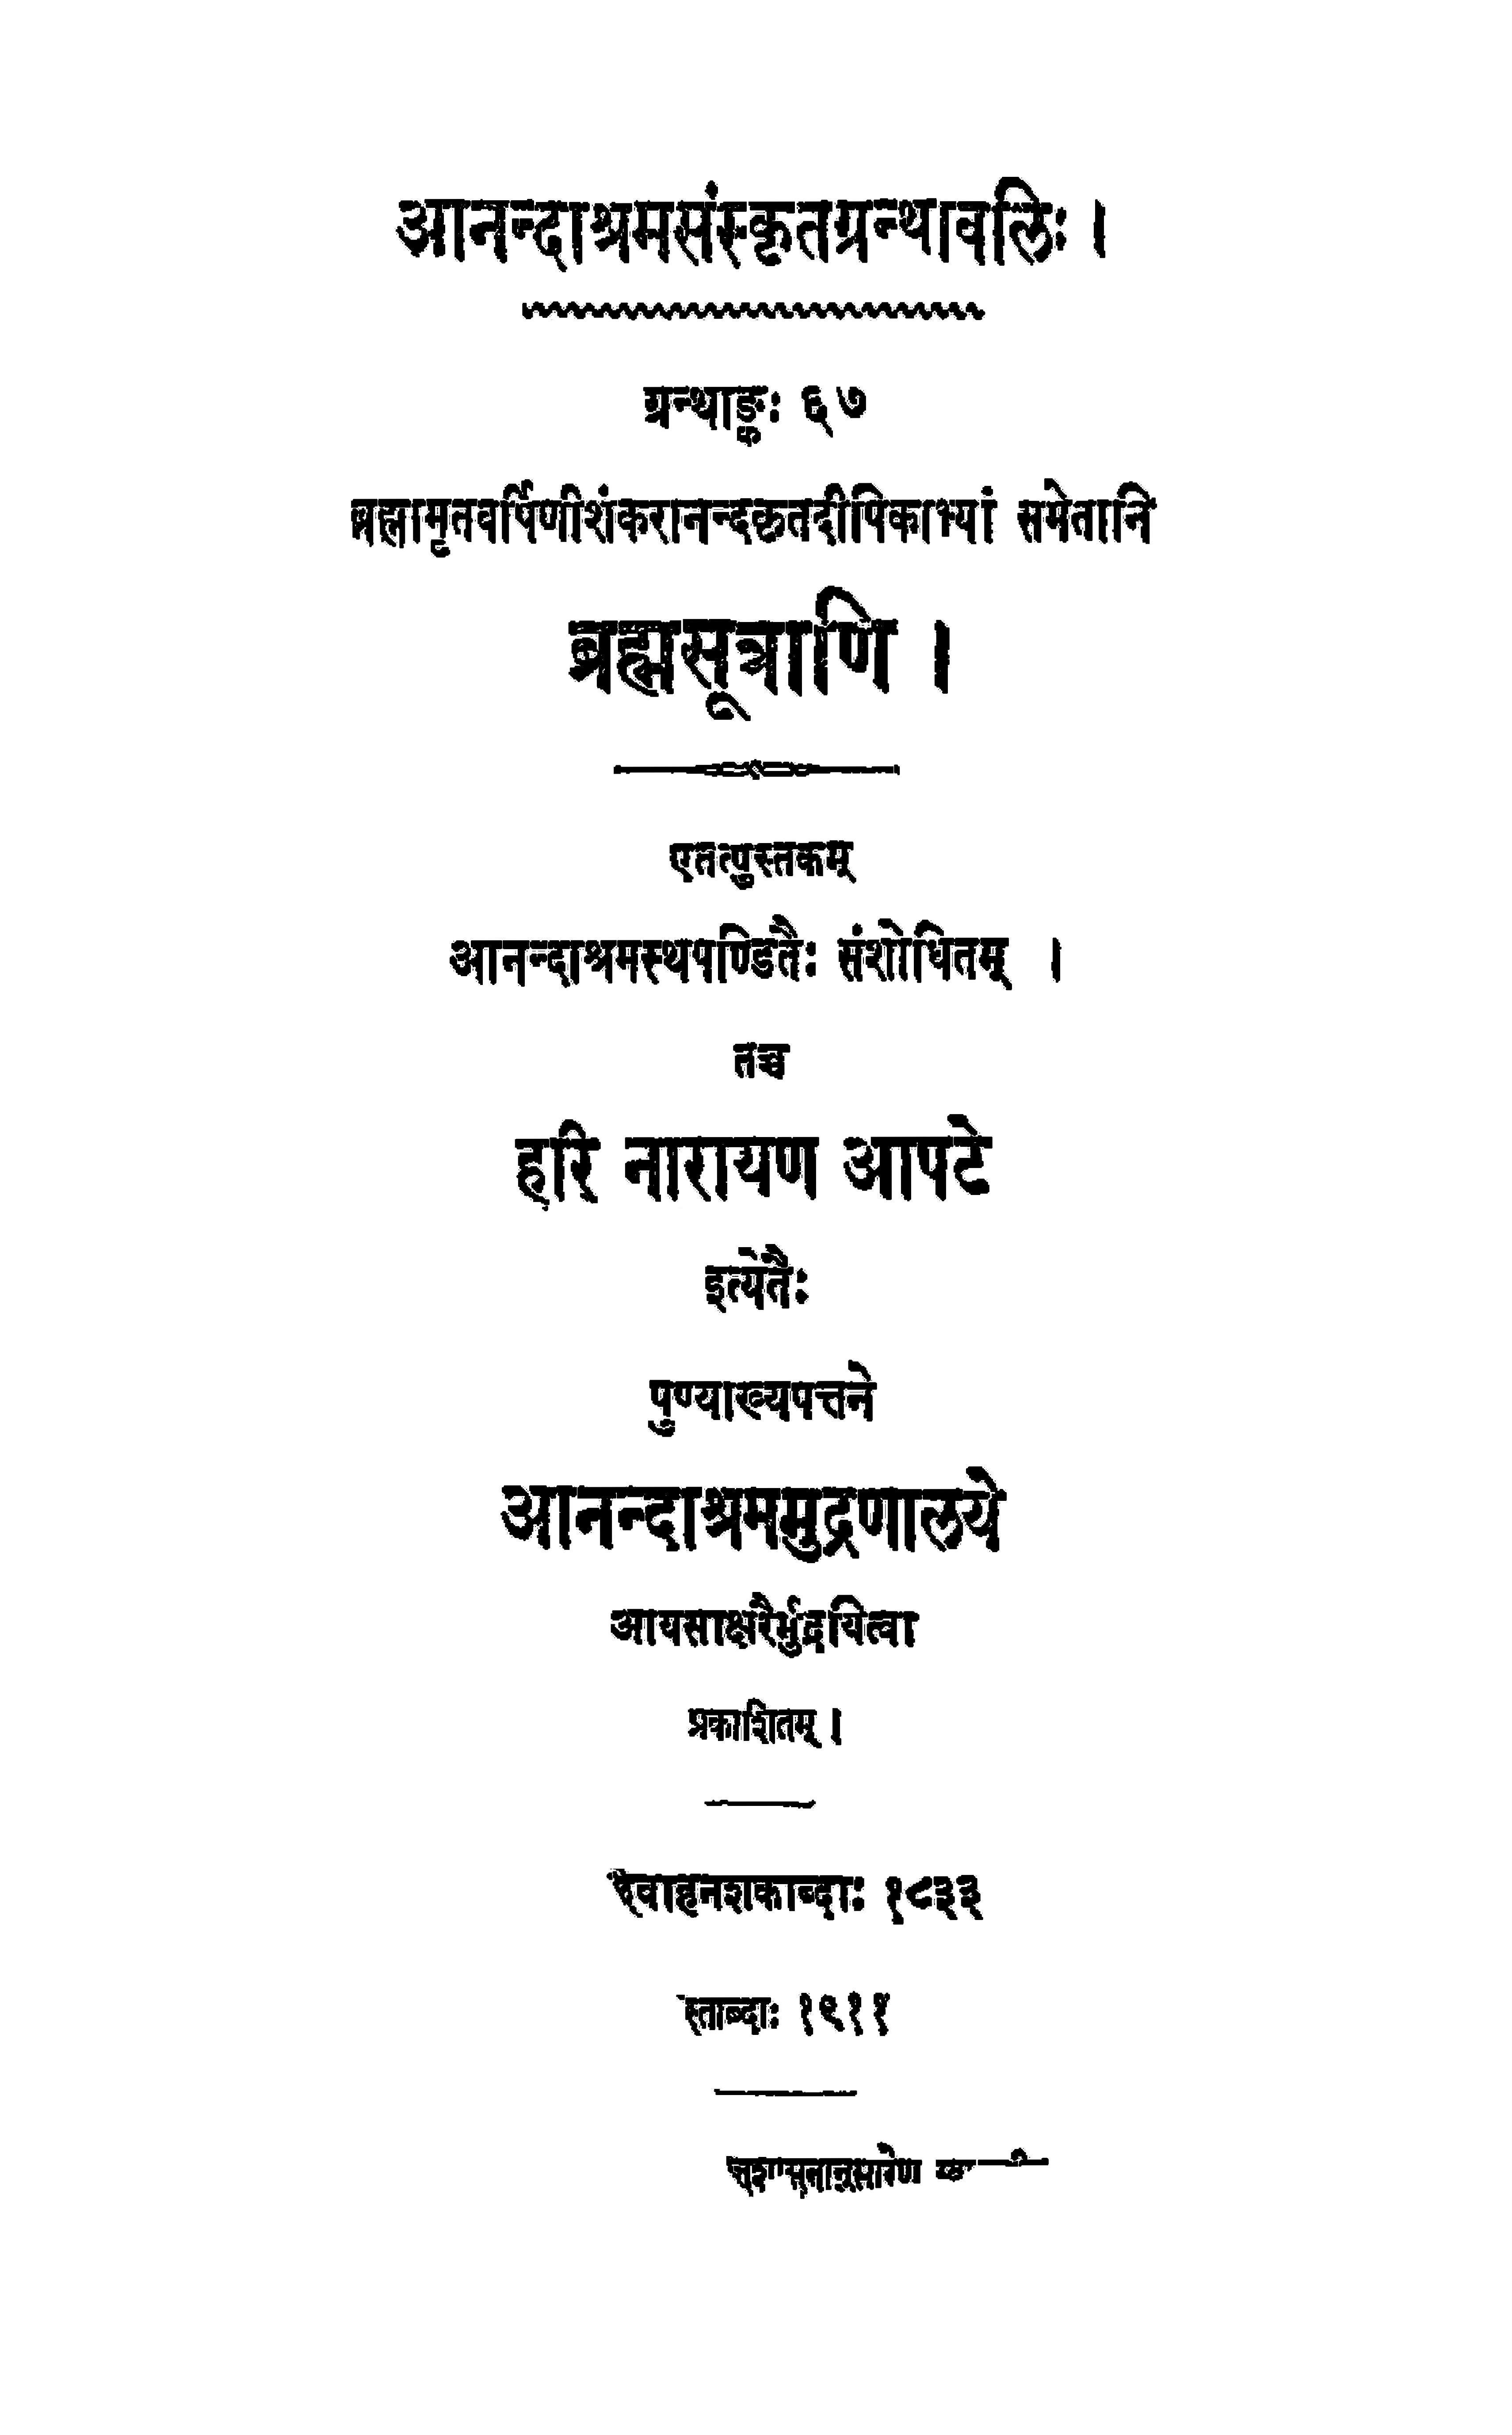 आनन्दाश्रमसंस्कृतग्रन्थावलिः ।
ग्रन्थाङ्कः ६७
ब्रह्मामृतवर्षिणीशंकरानन्दकृतदीपिकाभ्यां समेतानि
ब्रह्मसूत्राणि ।
एतत्पुस्तकम्
आनन्दाश्रमस्थपण्डितैः संशोधितम् ।
तच्च
हरि नारायण आपटे
इत्येतैः
पुण्याख्यपत्तने
आनन्दाश्रममुद्रणालये
आयसाक्षरैर्मुद्रयित्वा
प्रकाशितम् ।
वाहनशकाब्दाः १८३३
स्ताब्दाः १९११